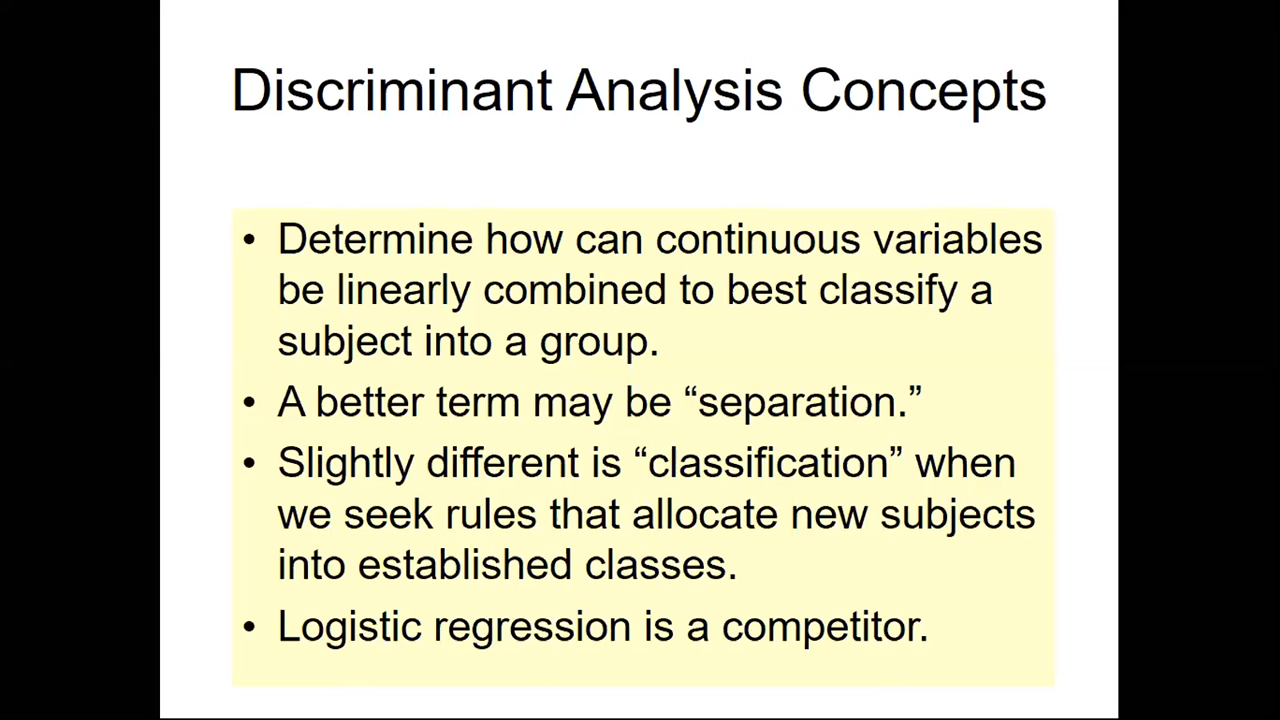 Discriminant Analysis Concepts
• Determine how can continuous variables
be linearly combined to best classify a
subject into a group.
• A better term may be “separation.”
• Slightly different is “classification” when
we seek rules that allocate new subjects
into established classes.
• Logistic regression is a competitor.